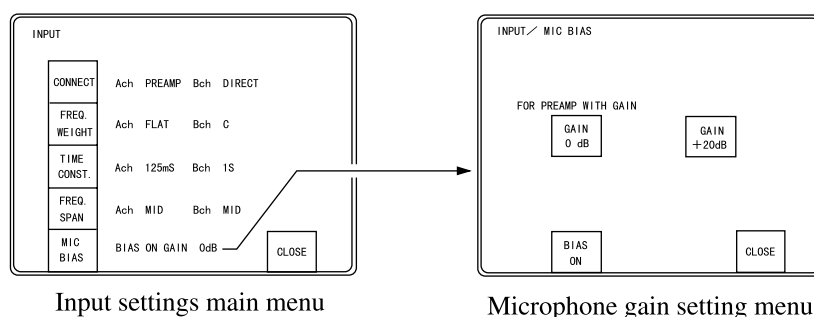 INPUT
CONNECT Ach PREAMP Bch DIRECT
FREQ. WEIGHT Ach FLAT Bch C
TIME CONST. Ach 125mS Bch 1S
FREQ. SPAN Ach MID Bch MID
MIC BIAS BIAS ON GAIN 0dB CLOSE
Input settings main menu
INPUT/ MIC BIAS
FOR PREAMP WITH GAIN
GAIN 0 dB GAIN +20dB
BIAS ON CLOSE
Microphone gain setting menu